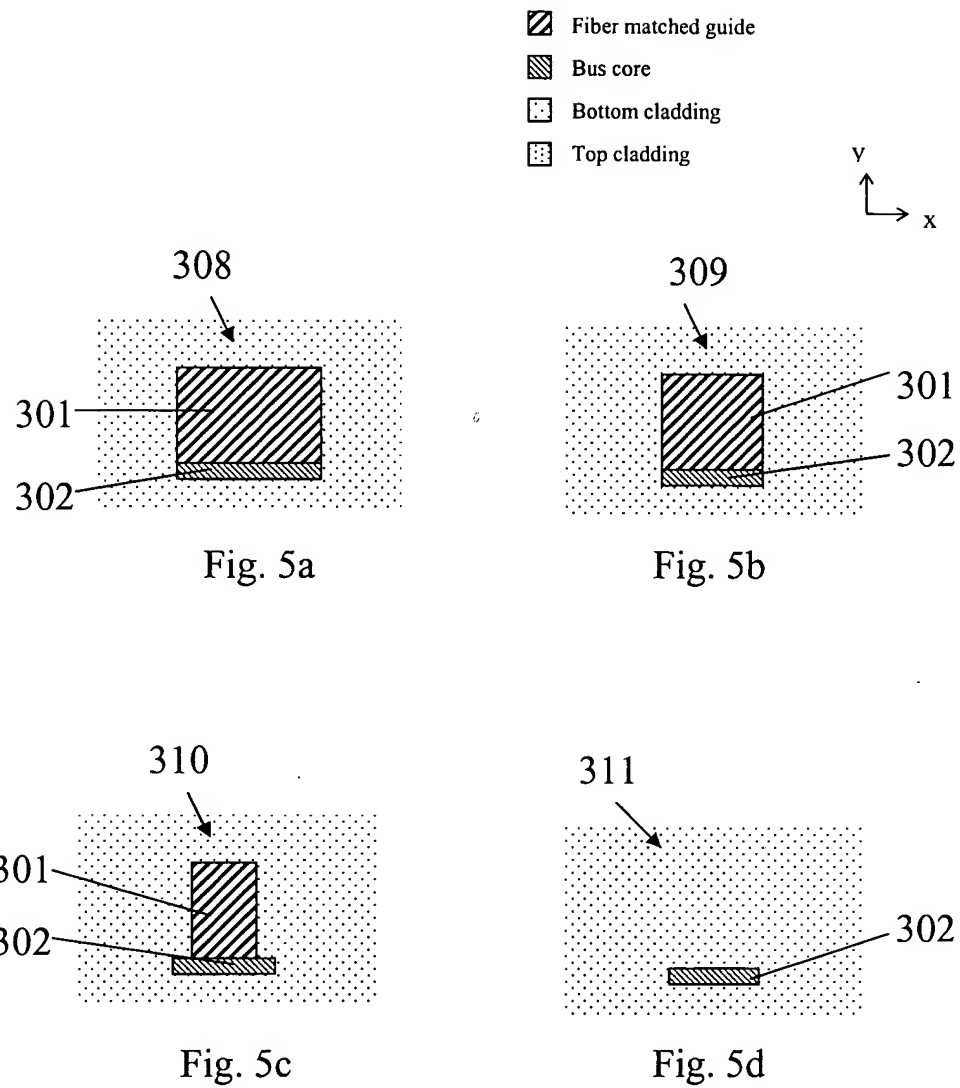 Fiber matched guide
Bus core
Bottom cladding
Top cladding
y
x
308
301
302
Fig. 5a
309
301
302
Fig. 5b
310
301
302
Fig. 5c
311
302
Fig. 5d